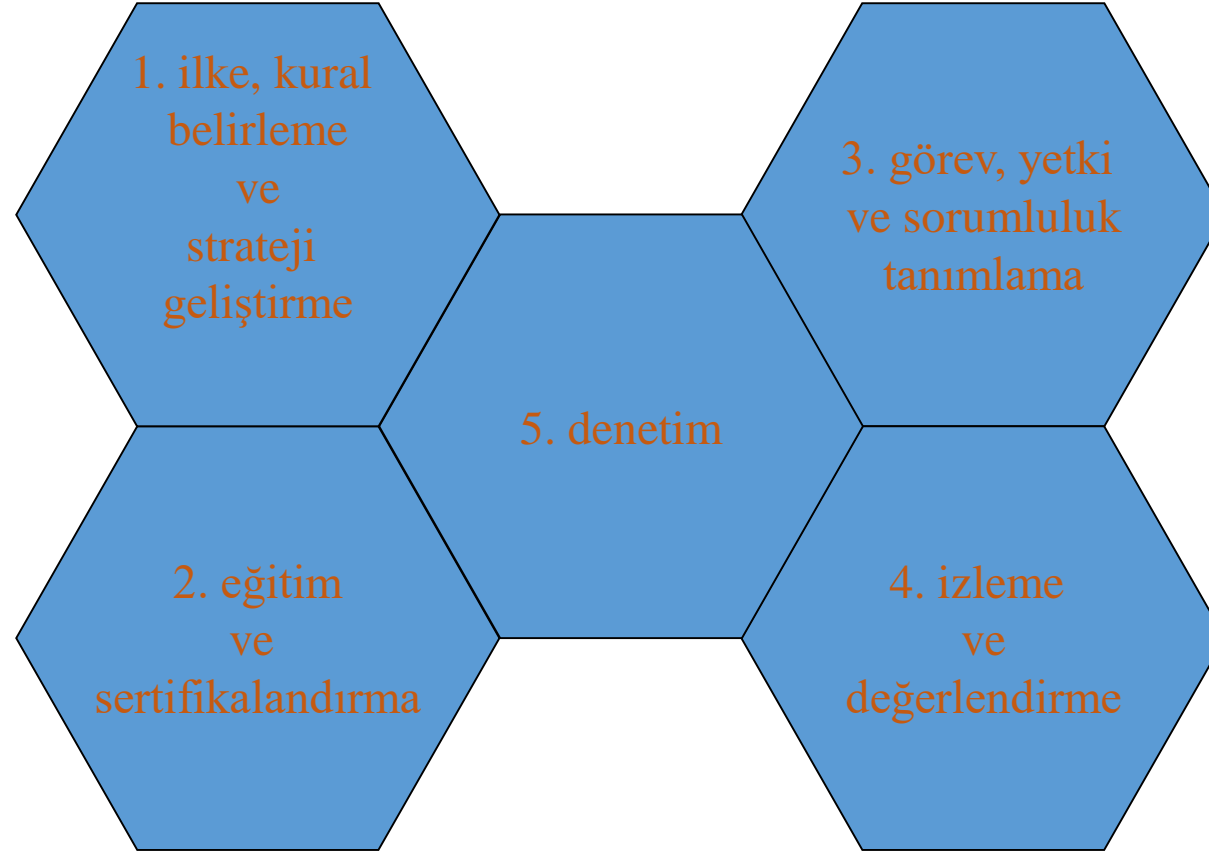 1. ilke, kural
belirleme
ve
strateji
geliştirme
2. eğitim
ve
sertifikalandırma
3. görev, yetki
ve sorumluluk
tanımlama
4. izleme
ve
değerlendirme
5. denetim